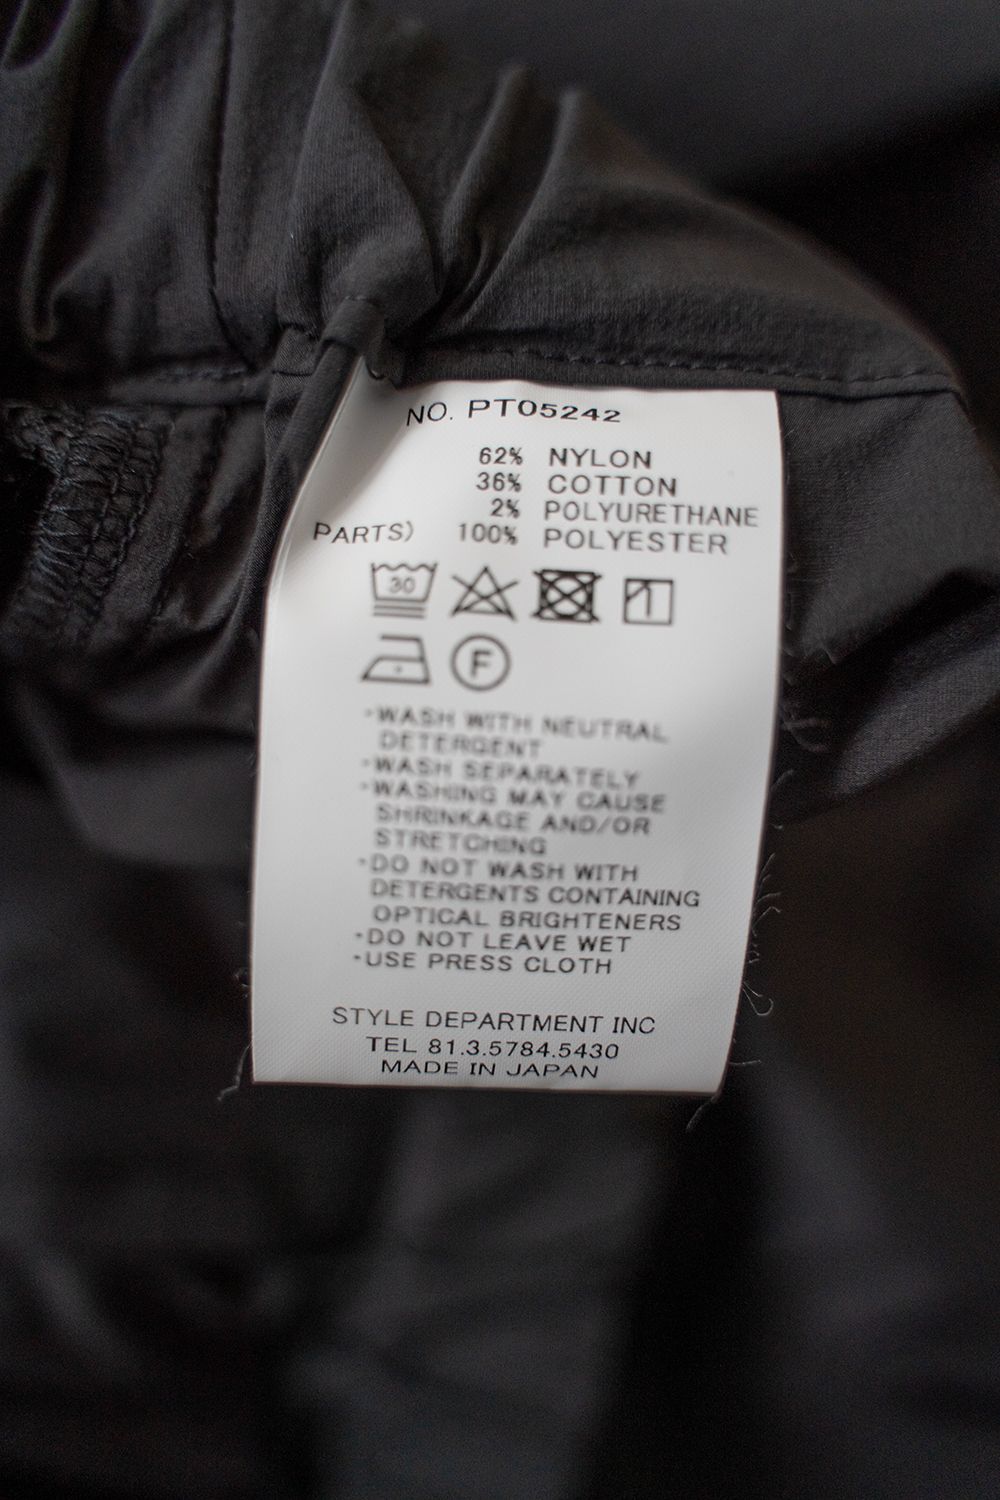 NO. PT05242
62% NYLON
36% COTTON
2% POLYURETHANE
PARTS) 100% POLYESTER
30
F
・WASH WITH NEUTRAL
DETERGENT
・WASH SEPARATELY
・WASHING MAY CAUSE
SHRINKAGE AND/OR
STRETCHING
・DO NOT WASH WITH
DETERGENTS CONTAINING
OPTICAL BRIGHTENERS
・DO NOT LEAVE WET
・USE PRESS CLOTH
STYLE DEPARTMENT INC
TEL 81.3.5784.5430
MADE IN JAPAN